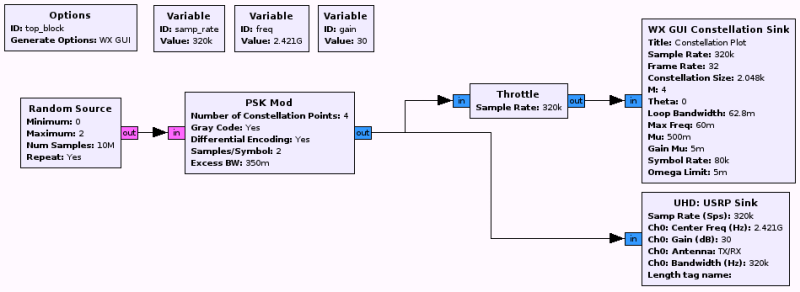 Options
ID: top_block
Generate Options: WX GUI
Variable
ID: samp_rate
Value: 320k
Variable
ID: freq
Value: 2.421G
Variable
ID: gain
Value: 30
WX GUI Constellation Sink
Title: Constellation Plot
Sample Rate: 320k
Frame Rate: 32
Constellation Size: 2.048k
M: 4
Theta: 0
Loop Bandwidth: 62.8m
Max Freq: 60m
Mu: 500m
Gain Mu: 5m
Symbol Rate: 80k
Omega Limit: 5m
in
Throttle
Sample Rate: 320k
in
out
Random Source
Minimum: 0
Maximum: 2
Num Samples: 10M
Repeat: Yes
out
PSK Mod
Number of Constellation Points: 4
Gray Code: Yes
Differential Encoding: Yes
Samples/Symbol: 2
Excess BW: 350m
in
out
UHD: USRP Sink
Samp Rate (Sps): 320k
Ch0: Center Freq (Hz): 2.421G
Ch0: Gain (dB): 30
Ch0: Antenna: TX/RX
Ch0: Bandwidth (Hz): 320k
Length tag name:
in